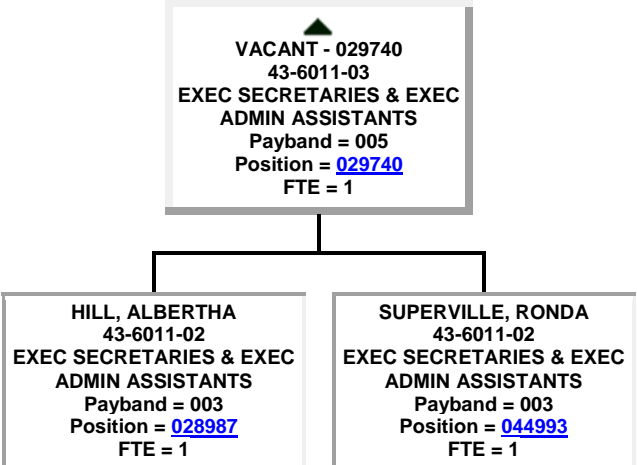 VACANT - 029740
43-6011-03
EXEC SECRETARIES & EXEC
ADMIN ASSISTANTS
Payband = 005
Position = 029740
FTE = 1
HILL, ALBERTHA
43-6011-02
EXEC SECRETARIES & EXEC
ADMIN ASSISTANTS
Payband = 003
Position = 028987
FTE = 1
SUPERVILLE, RONDA
43-6011-02
EXEC SECRETARIES & EXEC
ADMIN ASSISTANTS
Payband = 003
Position = 044993
FTE = 1